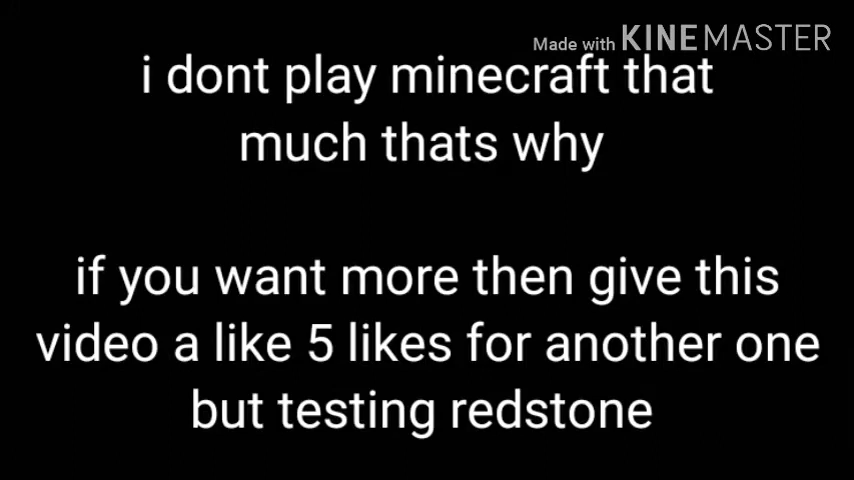 Made with KINEMASTER
i dont play minecraft that
much thats why
if you want more then give this
video a like 5 likes for another one
but testing redstone